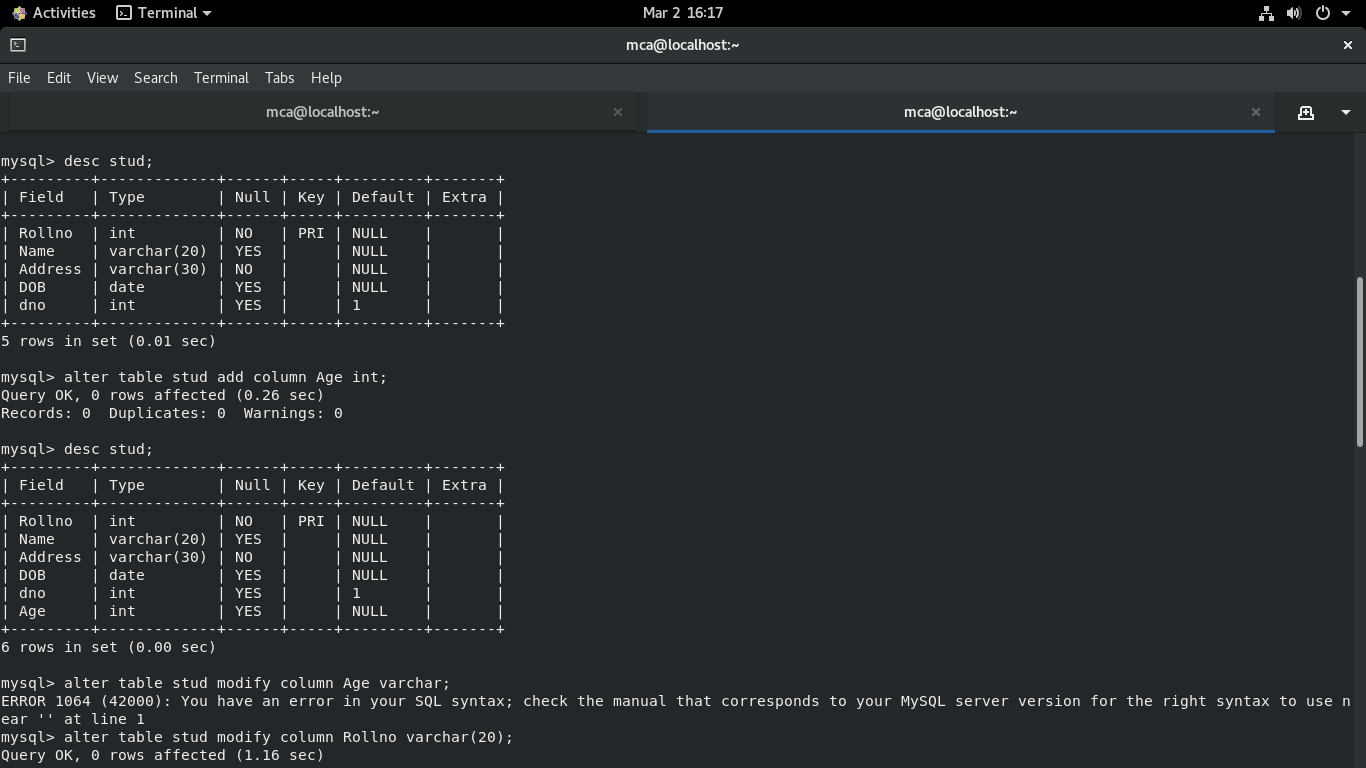 Activities Terminal Mar 2 16:17
mca@localhost:~
File Edit View Search Terminal Tabs Help
mca@localhost:~ mca@localhost:~
mysql> desc stud;
+---------+-------------+------+-----+---------+-------+
| Field   | Type        | Null | Key | Default | Extra |
+---------+-------------+------+-----+---------+-------+
| Rollno  | int         | NO   | PRI | NULL    |       |
| Name    | varchar(20) | YES  |     | NULL    |       |
| Address | varchar(30) | NO   |     | NULL    |       |
| DOB     | date        | YES  |     | NULL    |       |
| dno     | int         | YES  |     | 1       |       |
+---------+-------------+------+-----+---------+-------+
5 rows in set (0.01 sec)
mysql> alter table stud add column Age int;
Query OK, 0 rows affected (0.26 sec)
Records: 0  Duplicates: 0  Warnings: 0
mysql> desc stud;
+---------+-------------+------+-----+---------+-------+
| Field   | Type        | Null | Key | Default | Extra |
+---------+-------------+------+-----+---------+-------+
| Rollno  | int         | NO   | PRI | NULL    |       |
| Name    | varchar(20) | YES  |     | NULL    |       |
| Address | varchar(30) | NO   |     | NULL    |       |
| DOB     | date        | YES  |     | NULL    |       |
| dno     | int         | YES  |     | 1       |       |
| Age     | int         | YES  |     | NULL    |       |
+---------+-------------+------+-----+---------+-------+
6 rows in set (0.00 sec)
mysql> alter table stud modify column Age varchar;
ERROR 1064 (42000): You have an error in your SQL syntax; check the manual that corresponds to your MySQL server version for the right syntax to use n
ear '' at line 1
mysql> alter table stud modify column Rollno varchar(20);
Query OK, 0 rows affected (1.16 sec)